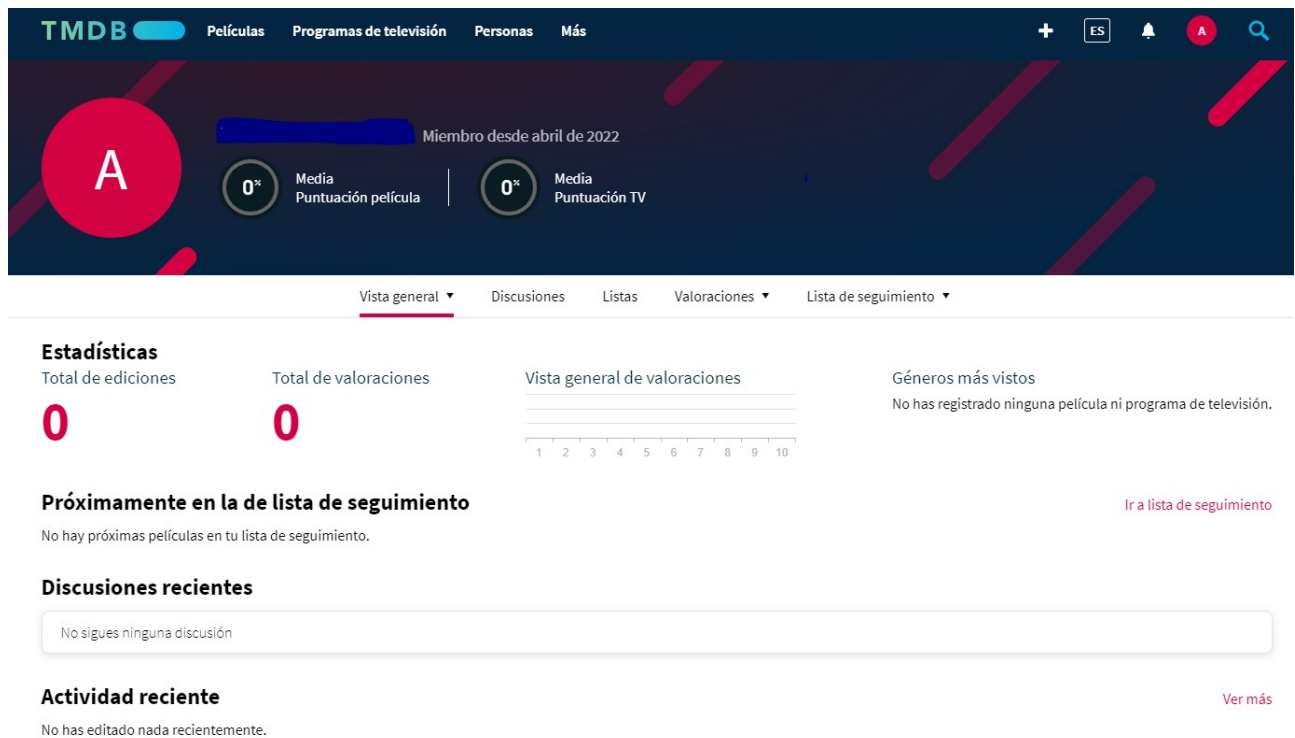 TMDB Películas Programas de televisión Personas Más + ES A
A
Miembro desde abril de 2022
0% Media Puntuación película
0% Media Puntuación TV
Vista general Discusiones Listas Valoraciones Lista de seguimiento
Estadísticas
Total de ediciones
0
Total de valoraciones
0
Vista general de valoraciones
1 2 3 4 5 6 7 8 9 10
Géneros más vistos
No has registrado ninguna película ni programa de televisión.
Próximamente en la de lista de seguimiento
Ir a lista de seguimiento
No hay próximas películas en tu lista de seguimiento.
Discusiones recientes
No sigues ninguna discusión
Actividad reciente
Ver más
No has editado nada recientemente.